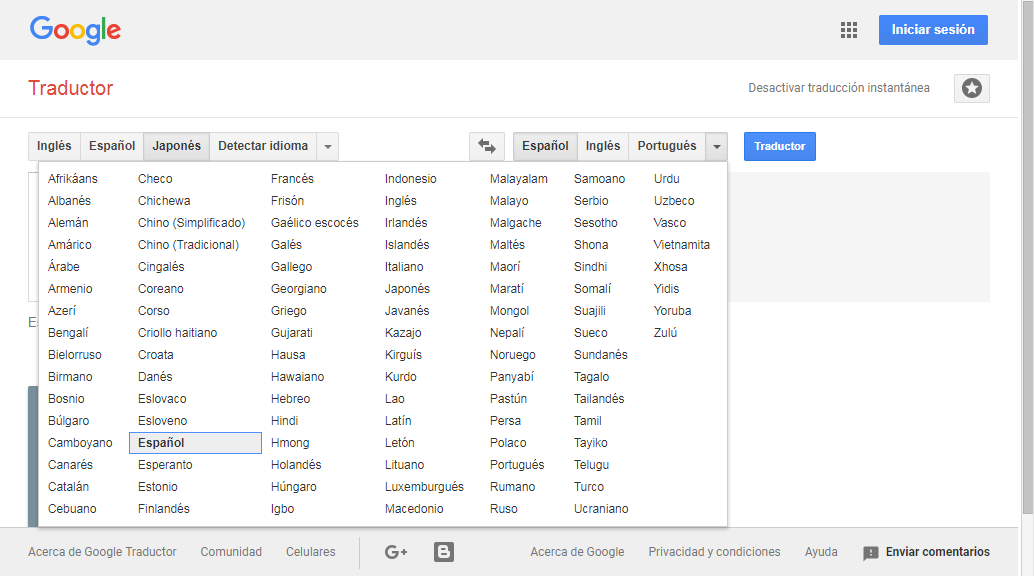 Google
Iniciar sesión
Traductor
Desactivar traducción instantánea
Inglés Español Japonés Detectar idioma
Español Inglés Portugués Traductor
Afrikáans Checo Francés Indonesio Malayalam Samoano Urdu
Albanés Chichewa Frisón Inglés Malayo Serbio Uzbeco
Alemán Chino (Simplificado) Gaélico escocés Irlandés Malgache Sesotho Vasco
Amárico Chino (Tradicional) Galés Islandés Maltés Shona Vietnamita
Árabe Cingalés Gallego Italiano Maorí Sindhi Xhosa
Armenio Coreano Georgiano Japonés Maratí Somalí Yidis
Azerí Corso Griego Javanés Mongol Suajili Yoruba
Bengalí Criollo haitiano Gujarati Kazajo Nepalí Sueco Zulú
Bielorruso Croata Hausa Kirguís Noruego Sundanés
Birmano Danés Hawaiano Kurdo Panyabí Tagalo
Bosnio Eslovaco Hebreo Lao Pastún Tailandés
Búlgaro Esloveno Hindi Latín Persa Tamil
Camboyano Español Hmong Letón Polaco Tayiko
Canarés Esperanto Holandés Lituano Portugués Telugu
Catalán Estonio Húngaro Luxemburgués Rumano Turco
Cebuano Finlandés Igbo Macedonio Ruso Ucraniano
Acerca de Google Traductor Comunidad Celulares G+ B Acerca de Google Privacidad y condiciones Ayuda Enviar comentarios